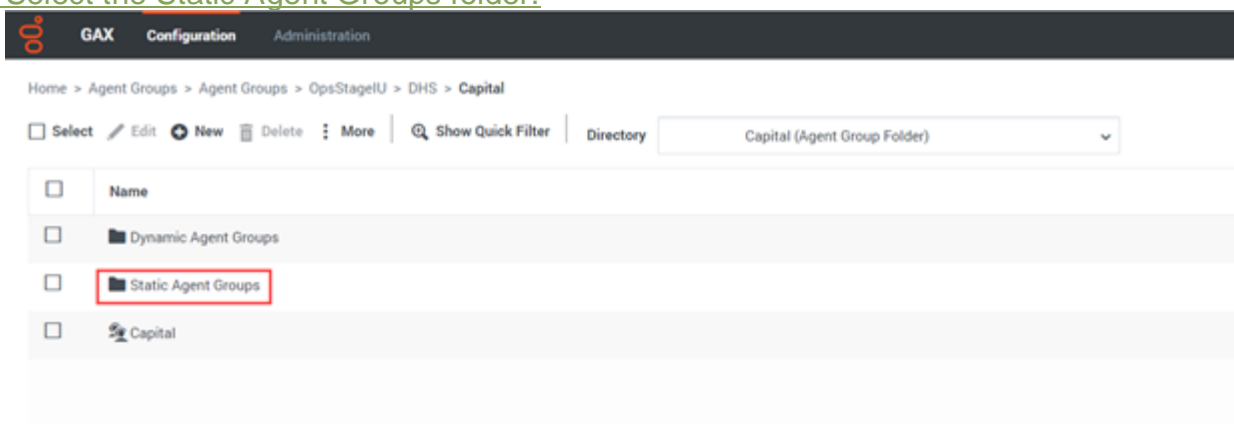 Select the Static Agent Groups folder.
GAX Configuration Administration
Home > Agent Groups > Agent Groups > OpsStageIU > DHS > Capital
Select Edit New Delete More Show Quick Filter Directory Capital (Agent Group Folder)
Name
Dynamic Agent Groups
Static Agent Groups
Capital